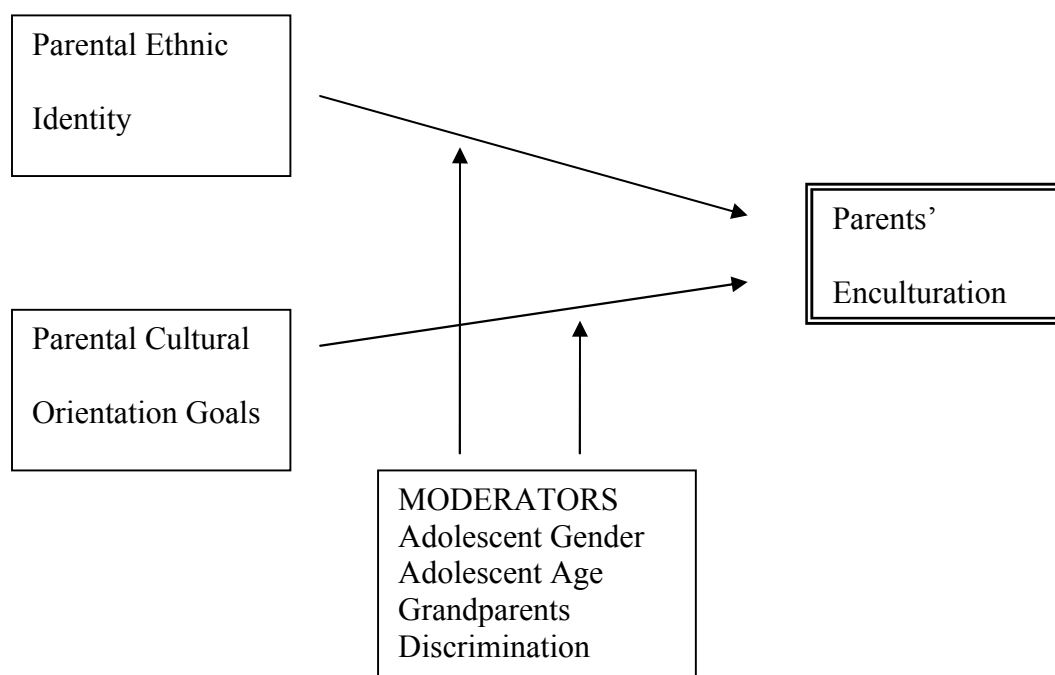 Parental Ethnic
Identity
Parents’
Enculturation
Parental Cultural
Orientation Goals
MODERATORS
Adolescent Gender
Adolescent Age
Grandparents
Discrimination